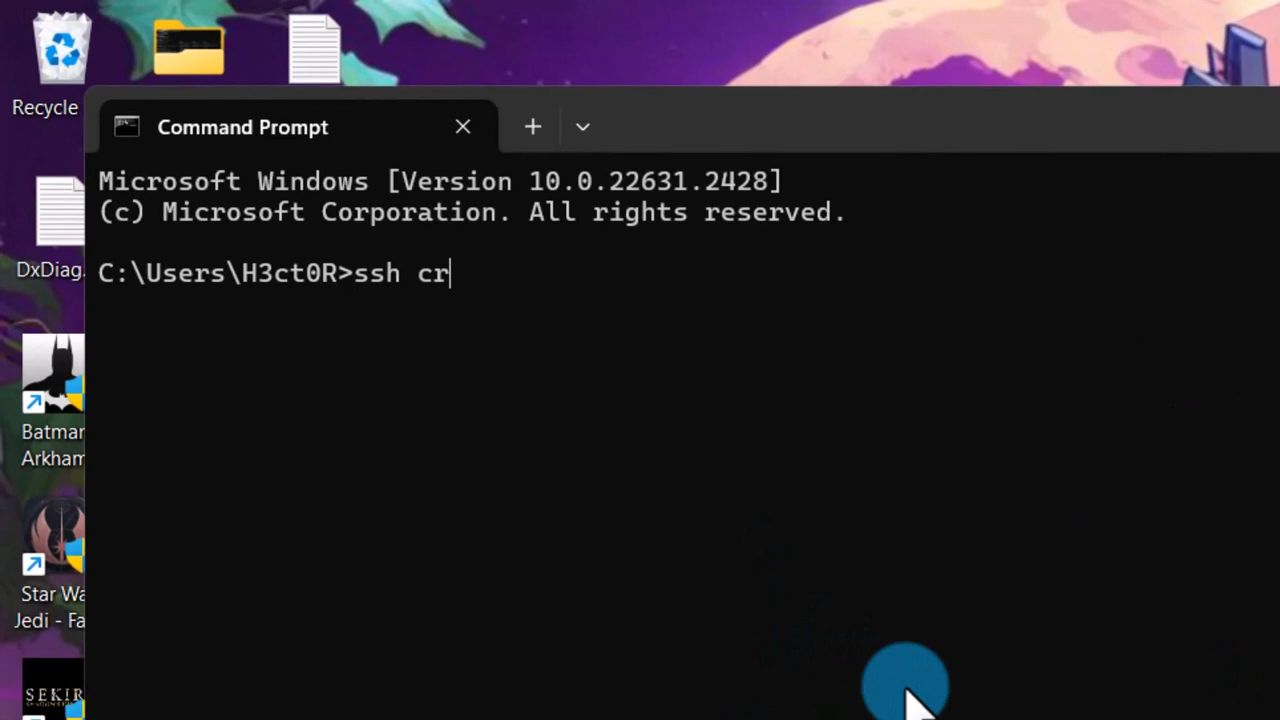 Recycle
Command Prompt
Microsoft Windows [Version 10.0.22631.2428]
(c) Microsoft Corporation. All rights reserved.
DxDiag.
C:\Users\H3ct0R>ssh cr
Batman
Arkham
Star Wa
Jedi - Fa
SEKIR